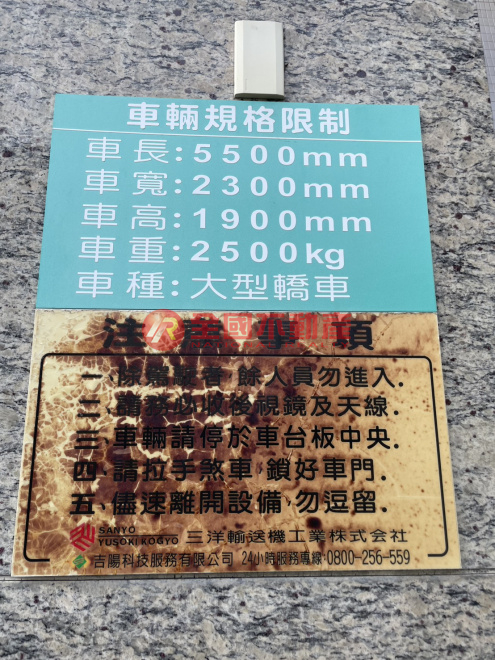 車輛規格限制
車長:5500mm
車寬:2300mm
車高:1900mm
車重:2500kg
車種:大型轎車
注意事項
一、除駕駛者、餘人員勿進入.
二、請務必收後視鏡及天線.
三、車輛請停於車台板中央.
四、請拉手煞車、鎖好車門.
五、儘速離開設備、勿逗留.
SANYO
YUSOKI KOGYO 三洋輸送機工業株式会社
吉陽科技服務有限公司 24小時服務專線:0800-256-559